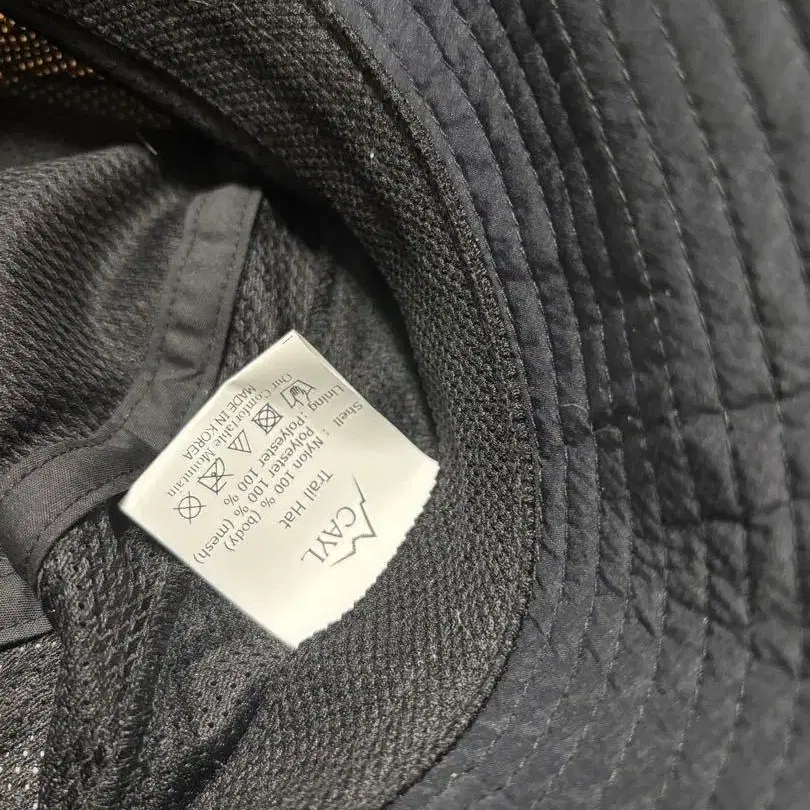 CAYL
Trail Hat
Shell : Nylon 100 % (body)
Polyester 100 % (mesh)
Lining : Polyester 100 %
Our Comfortable Mountain
MADE IN KOREA